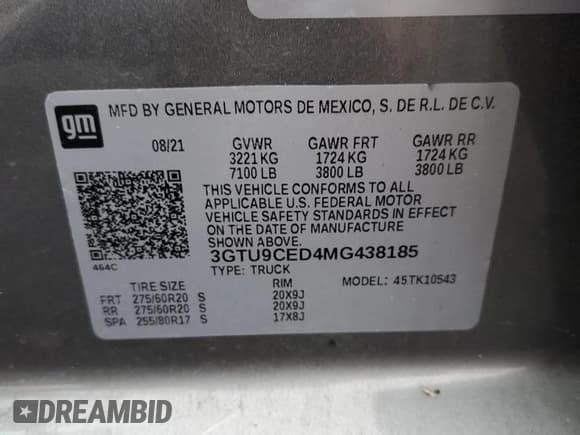 gm
MFD BY GENERAL MOTORS DE MEXICO, S. DE R.L. DE C.V.
08/21 GVWR GAWR FRT GAWR RR
3221 KG 1724 KG 1724 KG
7100 LB 3800 LB 3800 LB
THIS VEHICLE CONFORMS TO ALL
APPLICABLE U.S. FEDERAL MOTOR
VEHICLE SAFETY STANDARDS IN EFFECT
ON THE DATE OF MANUFACTURE
SHOWN ABOVE.
464C
3GTU9CED4MG438185
TYPE: TRUCK MODEL: 45TK10543
TIRE SIZE RIM
FRT 275/60R20 S 20X9J
RR 275/60R20 S 20X9J
SPA 255/80R17 S 17X8J
DREAMBID